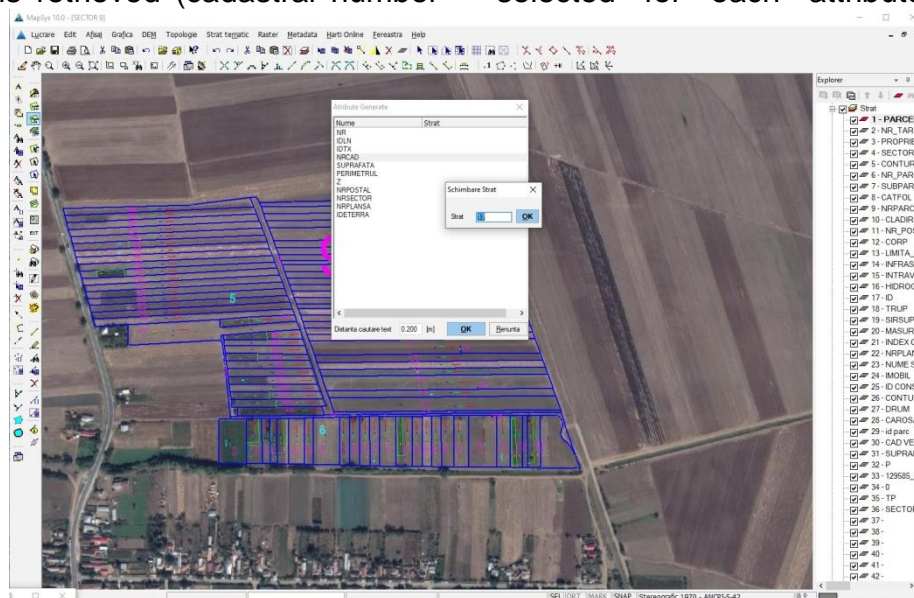 is retrieved (cadastral number selected for each attribute
MapSys 10.0 - [SECTOR 9]
Lucrare Edit Afisaj Grafica DEM Topologie Strat tematic Raster Metadata Harti Online Fereastra Help
Explorer
Strat
1 - PARCE
2 - NR_TAR
3 - PROPRIE
4 - SECTOR
5 - CONTUR
6 - NR_PAR
7 - SUBPAR
8 - CATFOL
9 - NRPARC
10 - CLADIR
11 - NR_POS
12 - CORP
13 - LIMITA_
14 - INFRAS
15 - INTRAV
16 - HIDROG
17 - ID
18 - TRUP
19 - SIRSUP
20 - MASUR
21 - INDEX C
22 - NRPLAN
23 - NUME S
24 - IMOBIL
25 - ID CONS
26 - CONTU
27 - DRUM
28 - CAROS
29 - id parc
30 - CAD VE
31 - SUPRA
32 - P
33 - 129585_
34 - 0
35 - TP
36 - SECTOR
37 -
38 -
39 -
40 -
41 -
42 -
Atribute Generate
Nume Strat
NR
IDLN
IDTX
NRCAD
SUPRAFATA
PERIMETRUL
Z
NRPOSTAL
NRSECTOR
NRPLANSA
IDETERRA
Distanta cautare text 0.200 [m] OK Renunta
Schimbare Strat
Strat 17 OK
5
6
SEL ORT MARK SNAP Stereografic 1970 - ANCPI-S-42